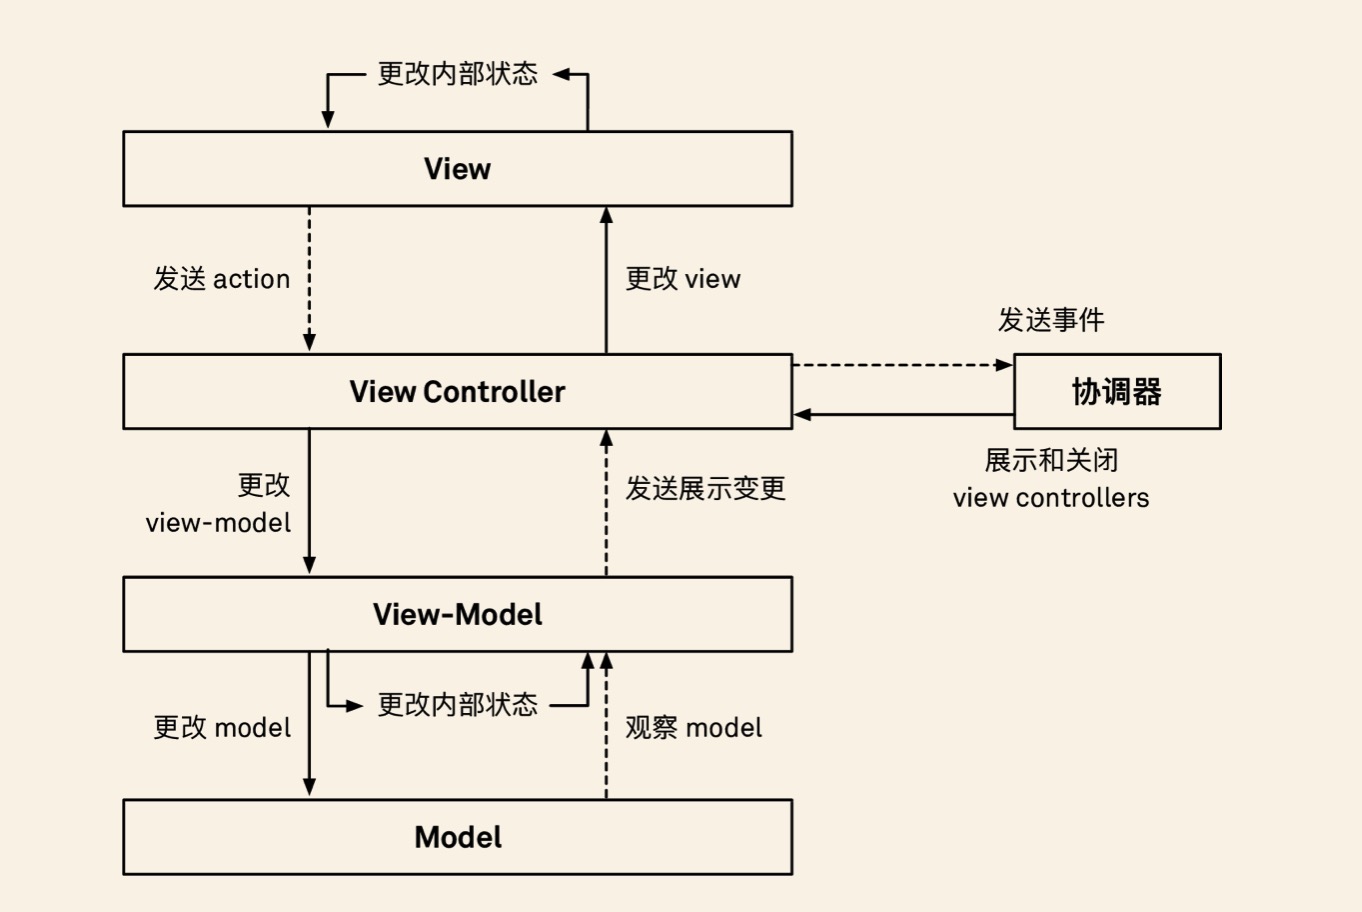 更改内部状态
View
发送 action
更改 view
发送事件
View Controller
协调器
展示和关闭
view controllers
更改
view-model
发送展示变更
View-Model
更改内部状态
更改 model
观察 model
Model